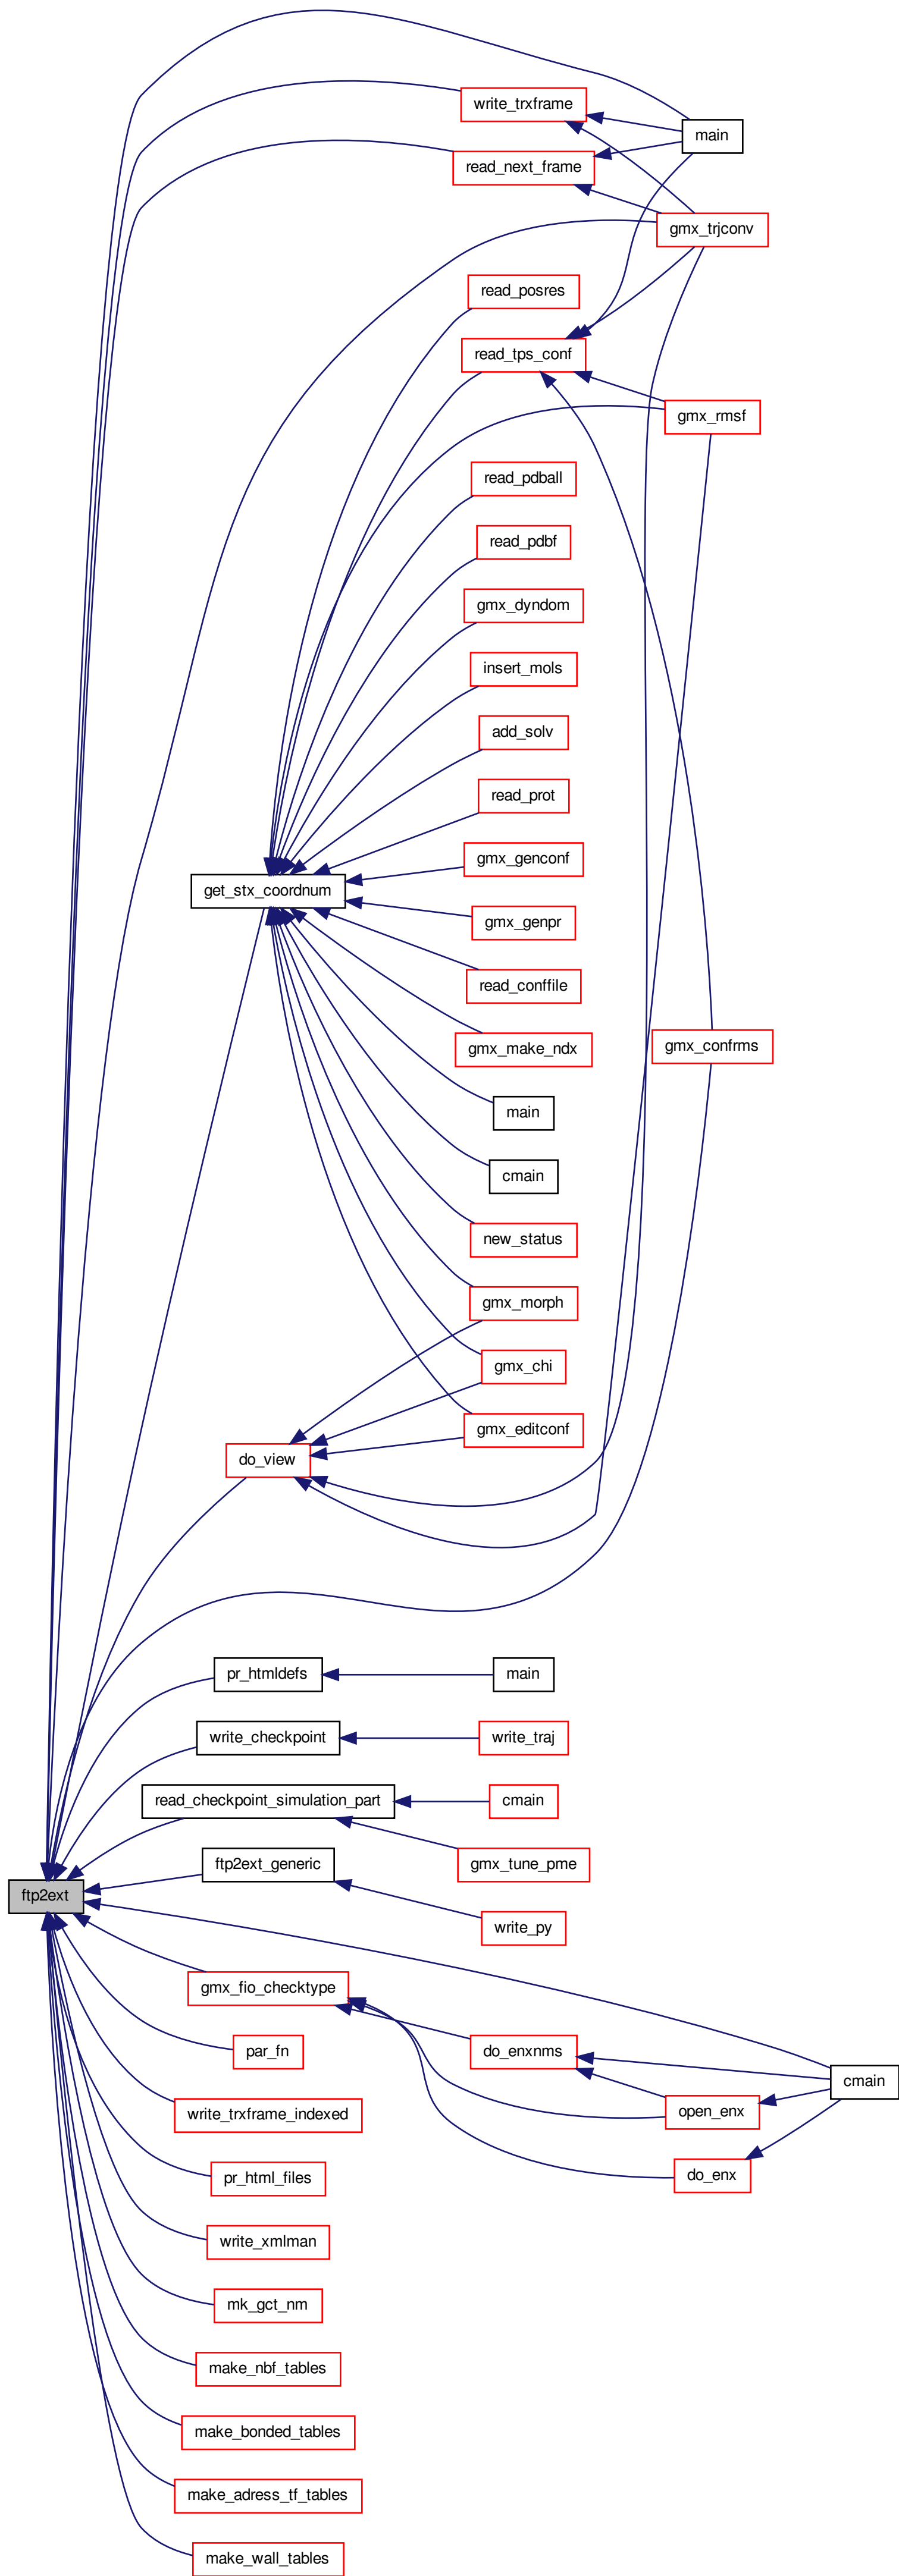 write_trxframe
main
read_next_frame
gmx_trjconv
read_posres
read_tps_conf
gmx_rmsf
read_pdball
read_pdbf
gmx_dyndom
insert_mols
add_solv
read_prot
gmx_genconf
get_stx_coordnum
gmx_genpr
read_conffile
gmx_make_ndx
gmx_confrms
main
cmain
new_status
gmx_morph
gmx_chi
gmx_editconf
do_view
pr_htmldefs
main
write_checkpoint
write_traj
read_checkpoint_simulation_part
cmain
ftp2ext_generic
gmx_tune_pme
ftp2ext
write_py
gmx_fio_checktype
par_fn
do_enxnms
cmain
write_trxframe_indexed
open_enx
pr_html_files
do_enx
write_xmlman
mk_gct_nm
make_nbf_tables
make_bonded_tables
make_adress_tf_tables
make_wall_tables